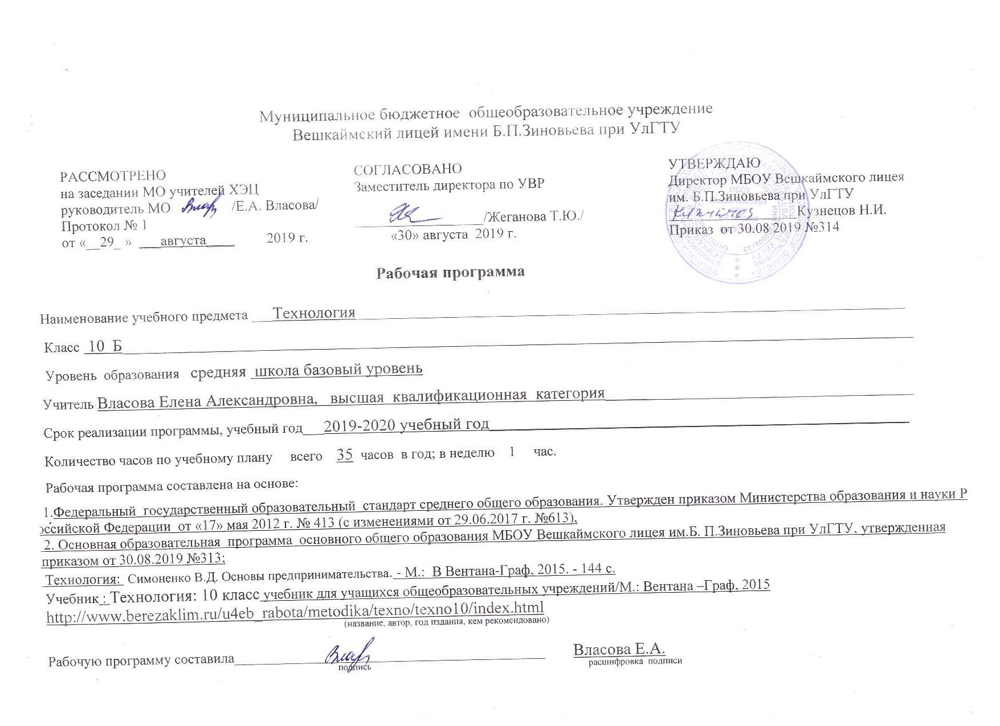 Муниципальное бюджетное общеобразовательное учреждение
Вешкаймский лицей имени Б.П.Зиновьева при УлГТУ
РАССМОТРЕНО
на заседании МО учителей ХЭЦ
руководитель МО /Е.А. Власова/
Протокол № 1
от «__29_ » ___августа____ 2019 г.
СОГЛАСОВАНО
Заместитель директора по УВР
/Жеганова Т.Ю./
«30» августа 2019 г.
УТВЕРЖДАЮ
Директор МБОУ Вешкаймского лицея
им. Б.П.Зиновьева при УлГТУ
Кузнецов Н.И.
Приказ от 30.08 2019 №314
Рабочая программа
Наименование учебного предмета ___Технология
Класс 10 Б
Уровень образования средняя школа базовый уровень
Учитель Власова Елена Александровна, высшая квалификационная категория
Срок реализации программы, учебный год___2019-2020 учебный год
Количество часов по учебному плану всего 35 часов в год; в неделю 1 час.
Рабочая программа составлена на основе:
1.Федеральный государственный образовательный стандарт среднего общего образования. Утвержден приказом Министерства образования и науки Р
оссийской Федерации от «17» мая 2012 г. № 413 (с изменениями от 29.06.2017 г. №613),
2. Основная образовательная программа основного общего образования МБОУ Вешкаймского лицея им.Б. П.Зиновьева при УлГТУ, утвержденная
приказом от 30.08.2019 №313;
Технология: Симоненко В.Д. Основы предпринимательства. - М.: В Вентана-Граф, 2015. - 144 с.
Учебник : Технология: 10 класс учебник для учащихся общеобразовательных учреждений/М.: Вентана –Граф, 2015
http://www.berezaklim.ru/u4eb_rabota/metodika/texno/texno10/index.html
(название, автор, год издания, кем рекомендовано)
Рабочую программу составила Власова Е.А.
подпись расшифровка подписи